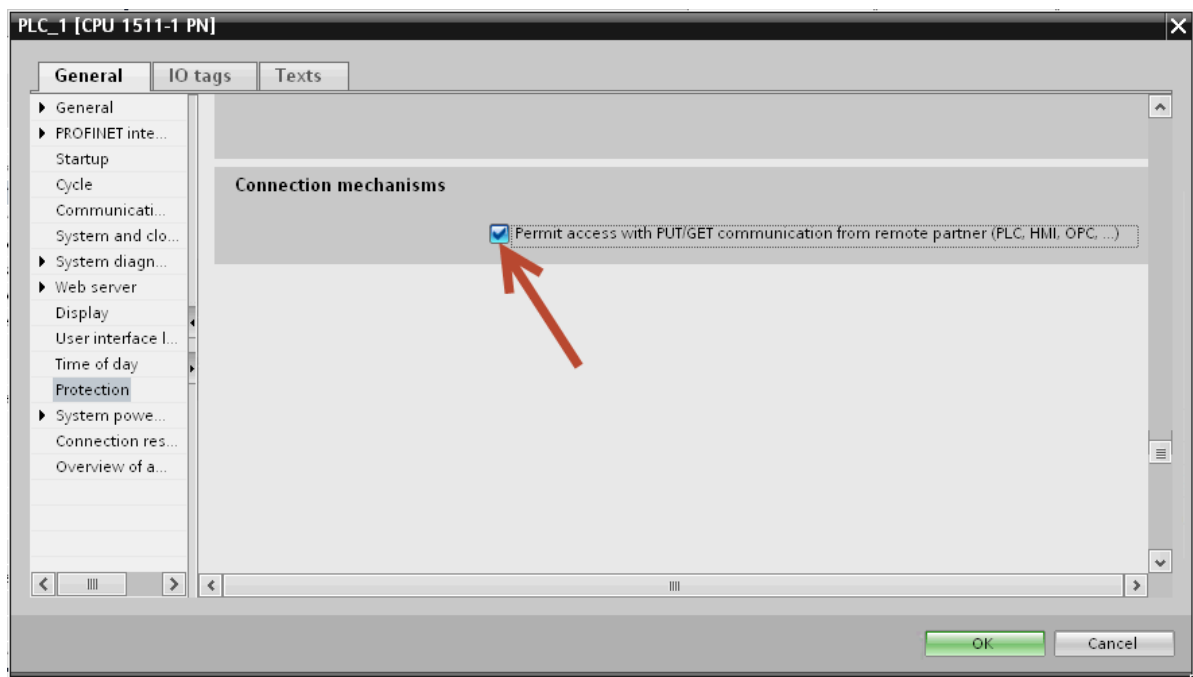 PLC_1 [CPU 1511-1 PN]
General IO tags Texts
General
PROFINET inte...
Startup
Cycle
Communicati...
System and clo...
System diagn...
Web server
Display
User interface l...
Time of day
Protection
System powe...
Connection res...
Overview of a...
Connection mechanisms
Permit access with PUT/GET communication from remote partner (PLC, HMI, OPC, ...)
OK Cancel